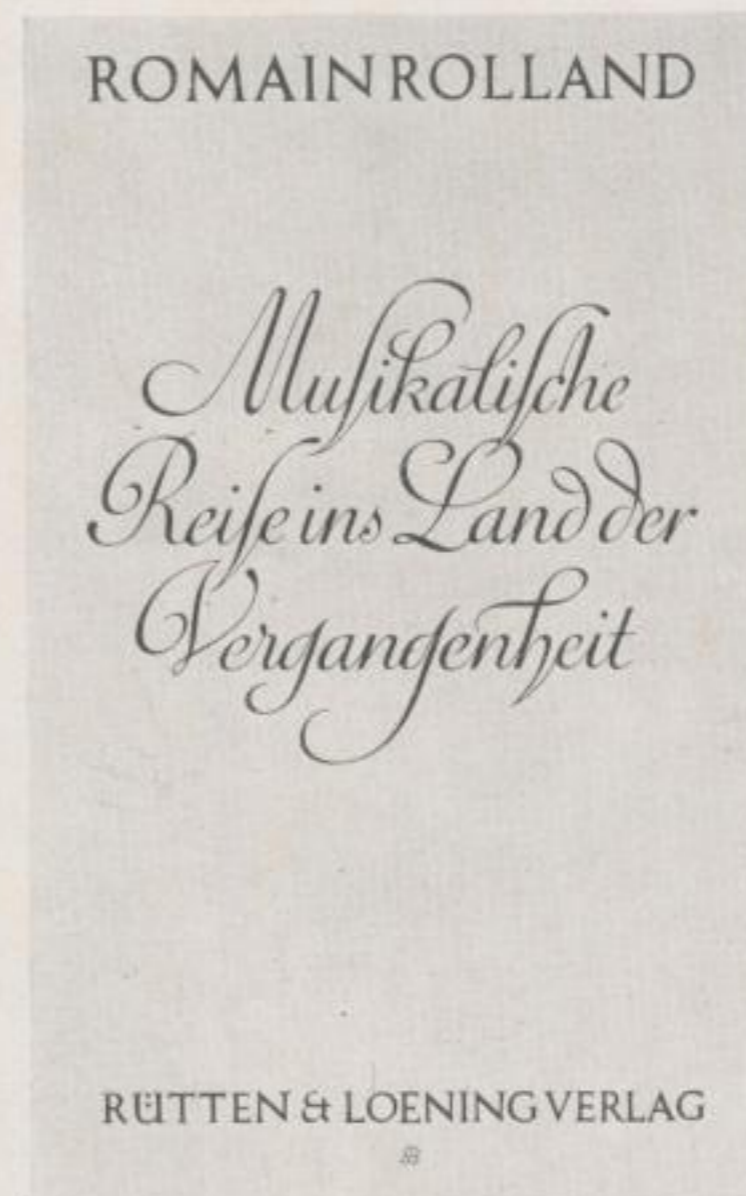 ROMAIN ROLLAND
Muſikaliſche
Reiſe ins Land der
Vergangenheit
RÜTTEN & LOENING VERLAG